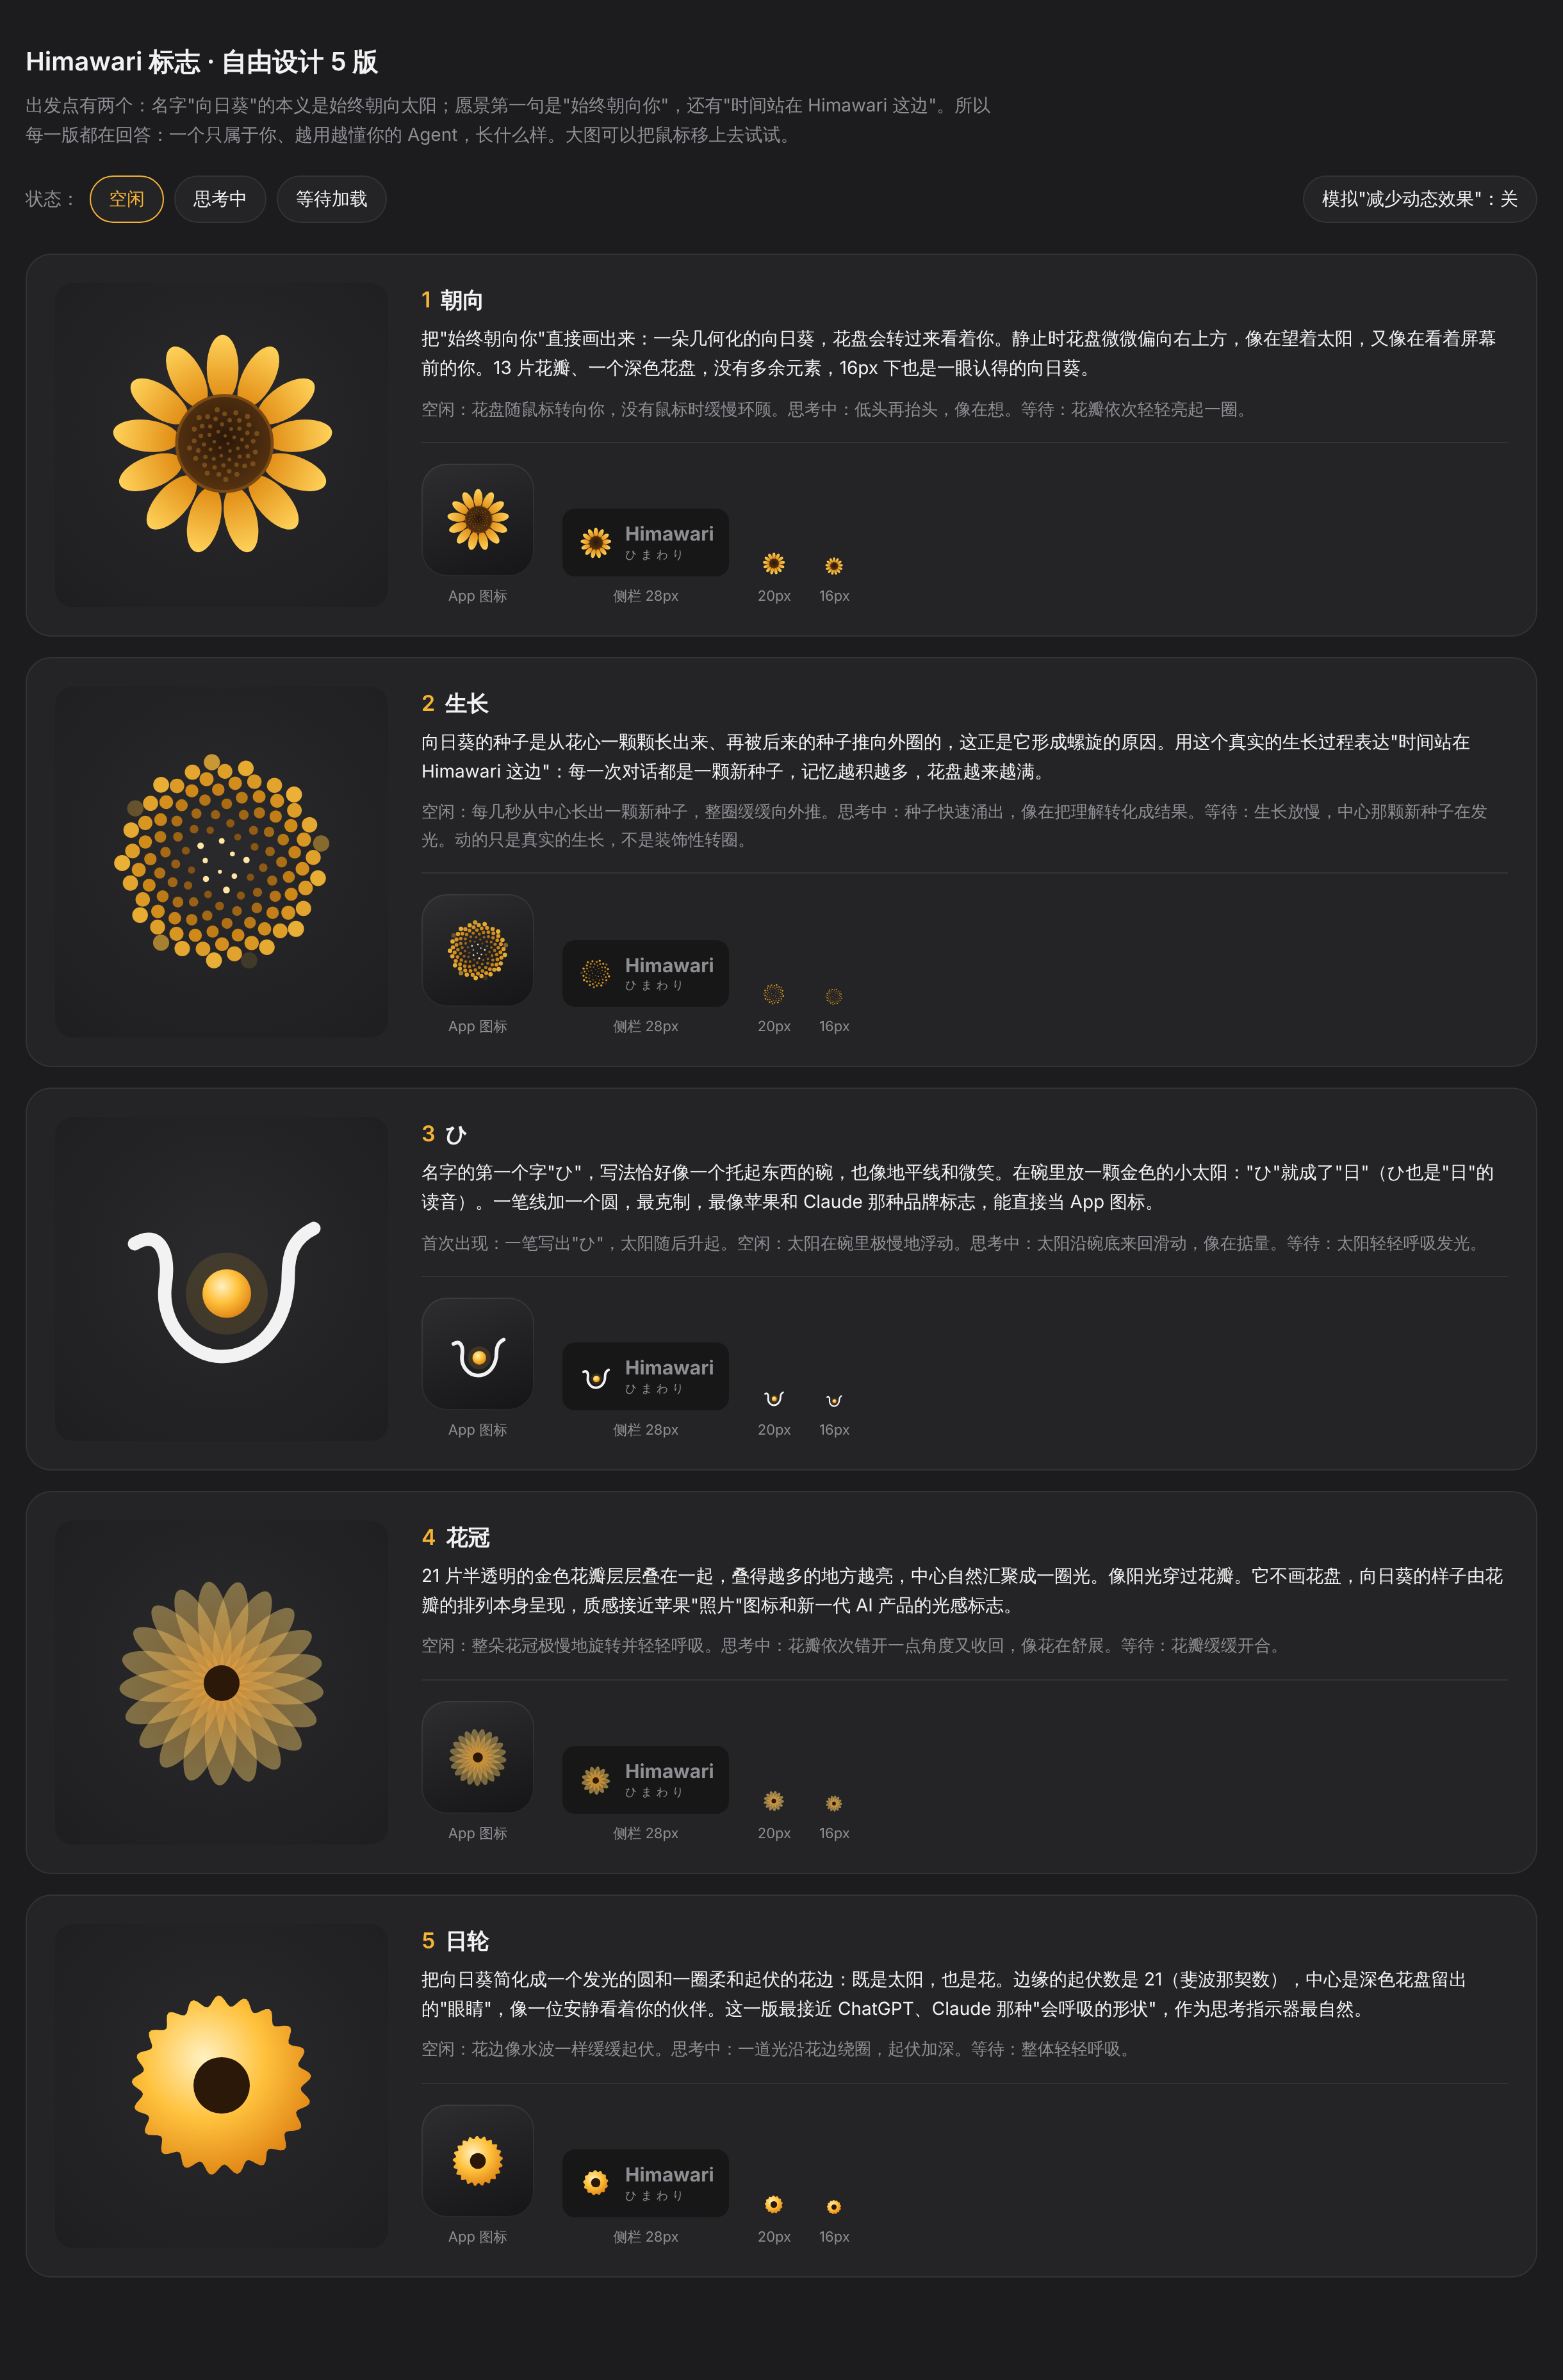 Himawari 标志 · 自由设计 5 版
出发点有两个：名字"向日葵"的本义是始终朝向太阳；愿景第一句是"始终朝向你"，还有"时间站在 Himawari 这边"。所以
每一版都在回答：一个只属于你、越用越懂你的 Agent，长什么样。大图可以把鼠标移上去试试。
状态： 空闲 思考中 等待加载 模拟"减少动态效果"：关
1 朝向
把"始终朝向你"直接画出来：一朵几何化的向日葵，花盘会转过来看着你。静止时花盘微微偏向右上方，像在望着太阳，又像在看着屏幕
前的你。13 片花瓣、一个深色花盘，没有多余元素，16px 下也是一眼认得的向日葵。
空闲：花盘随鼠标转向你，没有鼠标时缓慢环顾。思考中：低头再抬头，像在想。等待：花瓣依次轻轻亮起一圈。
Himawari
ひまわり
App 图标 侧栏 28px 20px 16px
2 生长
向日葵的种子是从花心一颗颗长出来、再被后来的种子推向外圈的，这正是它形成螺旋的原因。用这个真实的生长过程表达"时间站在
Himawari 这边"：每一次对话都是一颗新种子，记忆越积越多，花盘越来越满。
空闲：每几秒从中心长出一颗新种子，整圈缓缓向外推。思考中：种子快速涌出，像在把理解转化成结果。等待：生长放慢，中心那颗新种子在发
光。动的只是真实的生长，不是装饰性转圈。
Himawari
ひまわり
App 图标 侧栏 28px 20px 16px
3 ひ
名字的第一个字"ひ"，写法恰好像一个托起东西的碗，也像地平线和微笑。在碗里放一颗金色的小太阳："ひ"就成了"日"（ひ也是"日"的
读音）。一笔线加一个圆，最克制，最像苹果和 Claude 那种品牌标志，能直接当 App 图标。
首次出现：一笔写出"ひ"，太阳随后升起。空闲：太阳在碗里极慢地浮动。思考中：太阳沿碗底来回滑动，像在掂量。等待：太阳轻轻呼吸发光。
Himawari
ひまわり
App 图标 侧栏 28px 20px 16px
4 花冠
21 片半透明的金色花瓣层层叠在一起，叠得越多的地方越亮，中心自然汇聚成一圈光。像阳光穿过花瓣。它不画花盘，向日葵的样子由花
瓣的排列本身呈现，质感接近苹果"照片"图标和新一代 AI 产品的光感标志。
空闲：整朵花冠极慢地旋转并轻轻呼吸。思考中：花瓣依次错开一点角度又收回，像花在舒展。等待：花瓣缓缓开合。
Himawari
ひまわり
App 图标 侧栏 28px 20px 16px
5 日轮
把向日葵简化成一个发光的圆和一圈柔和起伏的花边：既是太阳，也是花。边缘的起伏数是 21（斐波那契数），中心是深色花盘留出
的"眼睛"，像一位安静看着你的伙伴。这一版最接近 ChatGPT、Claude 那种"会呼吸的形状"，作为思考指示器最自然。
空闲：花边像水波一样缓缓起伏。思考中：一道光沿花边绕圈，起伏加深。等待：整体轻轻呼吸。
Himawari
ひまわり
App 图标 侧栏 28px 20px 16px